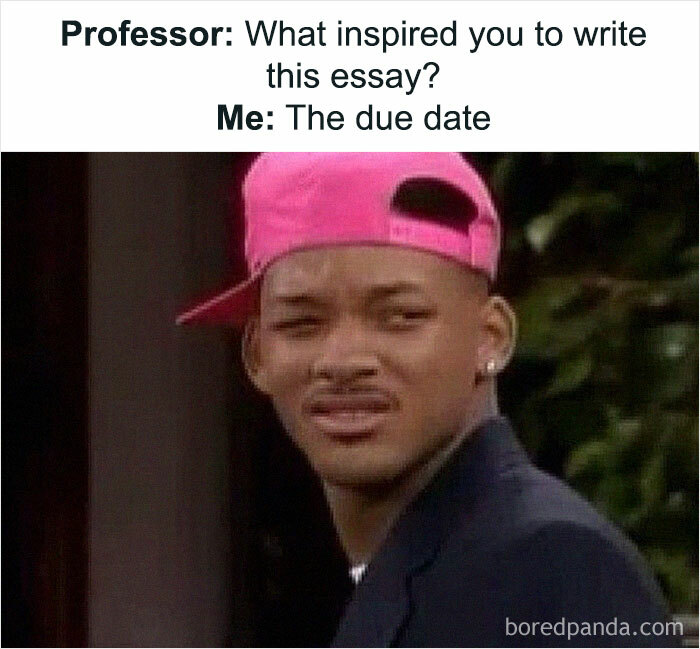 Professor: What inspired you to write
this essay?
Me: The due date
boredpanda.com